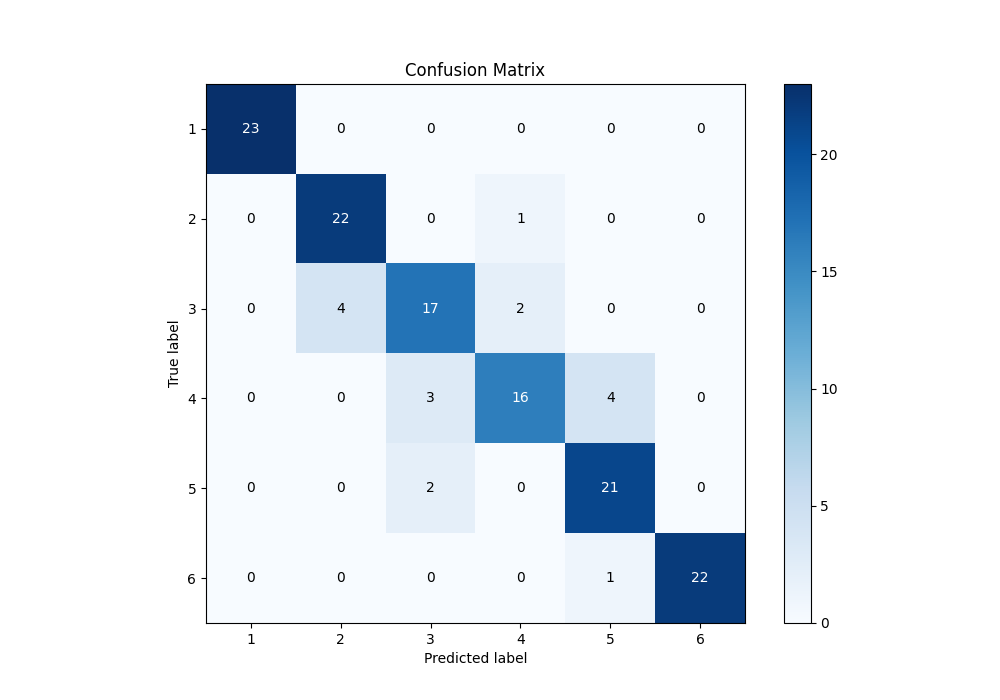 Confusion Matrix
1 23 0 0 0 0 0
2 0 22 0 1 0 0
3 0 4 17 2 0 0
4 0 0 3 16 4 0
5 0 0 2 0 21 0
6 0 0 0 0 1 22
1 2 3 4 5 6
Predicted label
True label
20
15
10
5
0